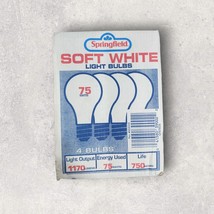 Springfield
SOFT WHITE
LIGHT BULBS
75
4 BULBS
Light Output Energy Used Life
1170 75 750